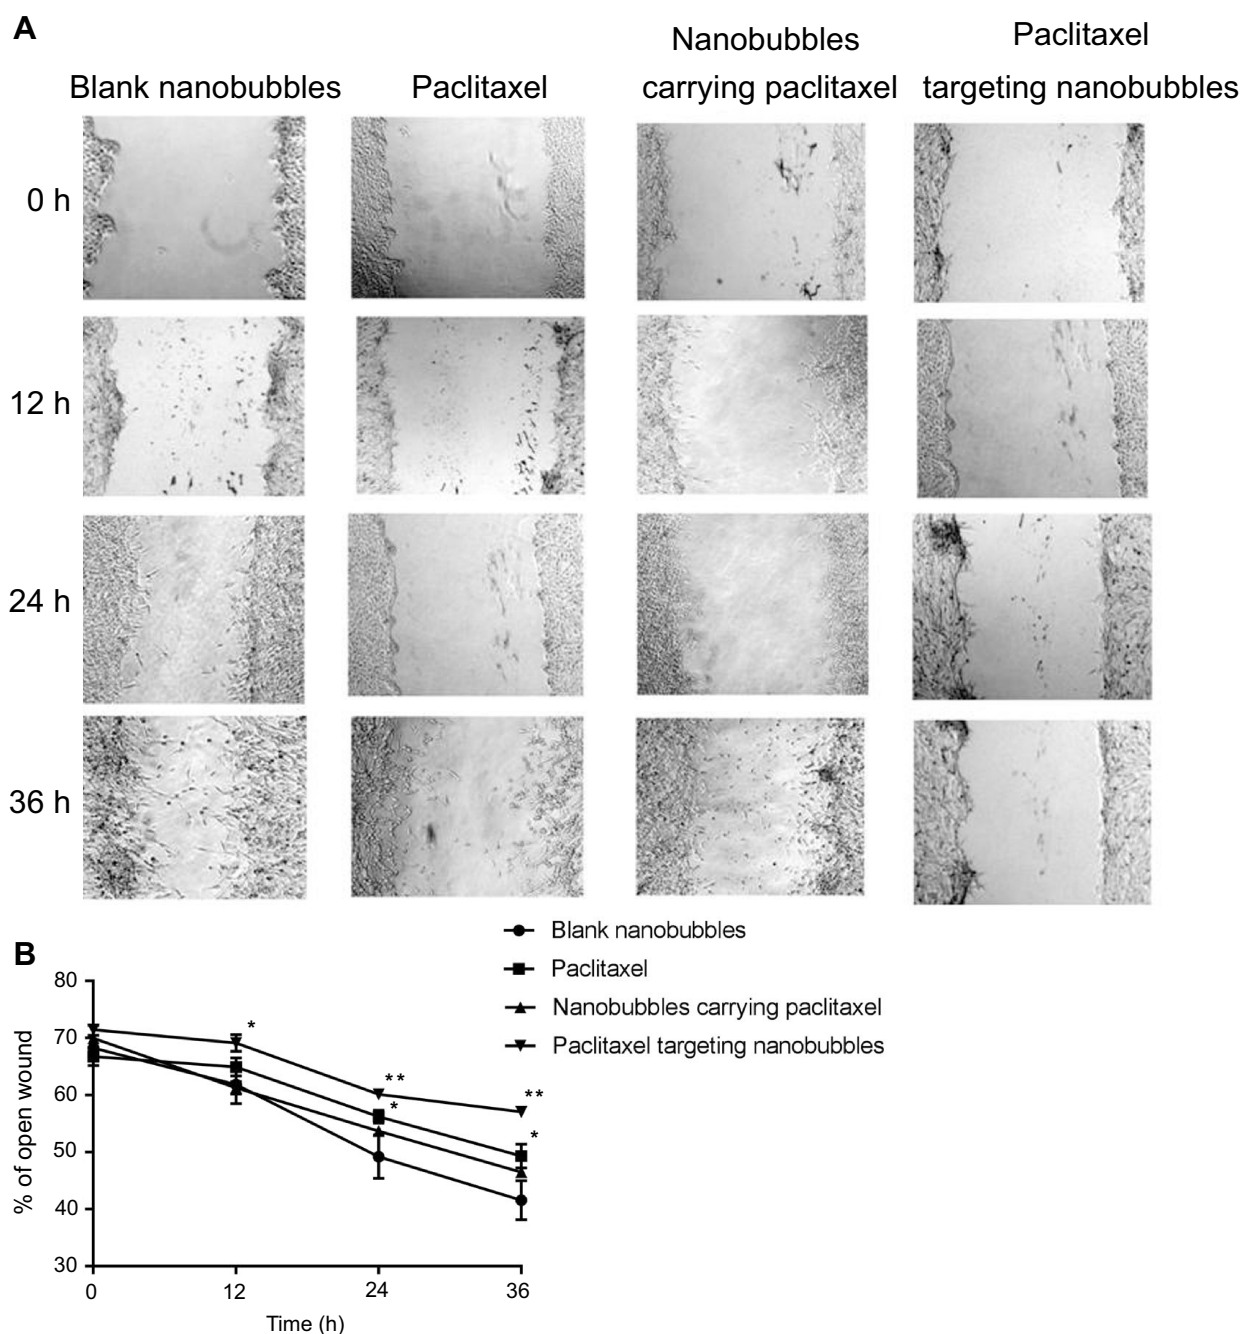 A
Blank nanobubbles
Paclitaxel
Nanobubbles
carrying paclitaxel
Paclitaxel
targeting nanobubbles
0 h
12 h
24 h
36 h
B
Blank nanobubbles
Paclitaxel
Nanobubbles carrying paclitaxel
Paclitaxel targeting nanobubbles
% of open wound
80
70
60
50
40
30
*
**
*
**
*
0
12
24
36
Time (h)